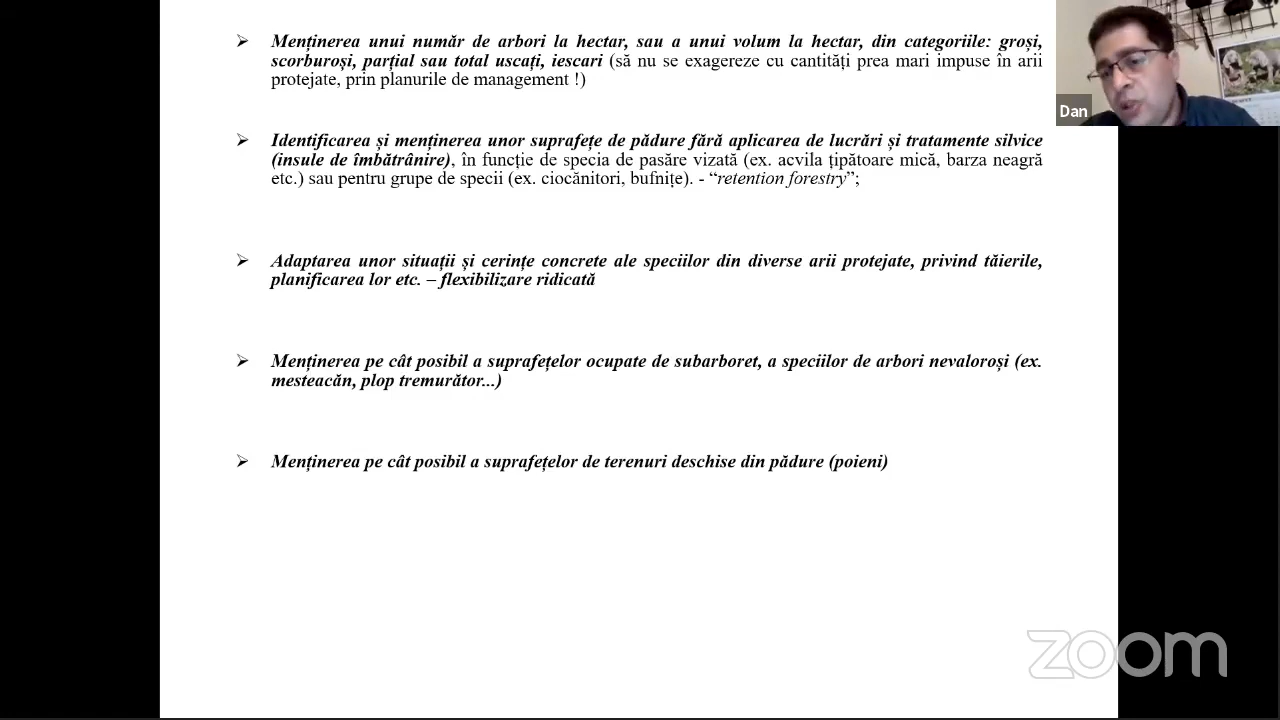 ➢ Menținerea unui număr de arbori la hectar, sau a unui volum la hectar, din categoriile: groși,
scorburoși, parțial sau total uscați, iescari (să nu se exagereze cu cantități prea mari impuse în arii
protejate, prin planurile de management !)
Dan
➢ Identificarea și menținerea unor suprafețe de pădure fără aplicarea de lucrări și tratamente silvice
(insule de îmbătrânire), în funcție de specia de pasăre vizată (ex. acvila țipătoare mică, barza neagră
etc.) sau pentru grupe de specii (ex. ciocănitori, bufnițe). - “retention forestry”;
➢ Adaptarea unor situații și cerințe concrete ale speciilor din diverse arii protejate, privind tăierile,
planificarea lor etc. – flexibilizare ridicată
➢ Menținerea pe cât posibil a suprafețelor ocupate de subarboret, a speciilor de arbori nevaloroși (ex.
mesteacăn, plop tremurător...)
➢ Menținerea pe cât posibil a suprafețelor de terenuri deschise din pădure (poieni)
zoom